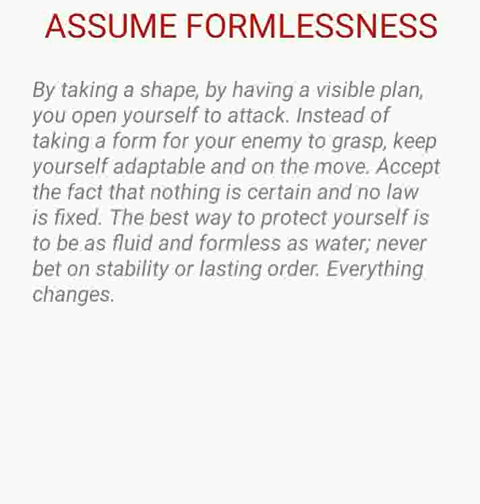 ASSUME FORMLESSNESS
By taking a shape, by having a visible plan,
you open yourself to attack. Instead of
taking a form for your enemy to grasp, keep
yourself adaptable and on the move. Accept
the fact that nothing is certain and no law
is fixed. The best way to protect yourself is
to be as fluid and formless as water; never
bet on stability or lasting order. Everything
changes.